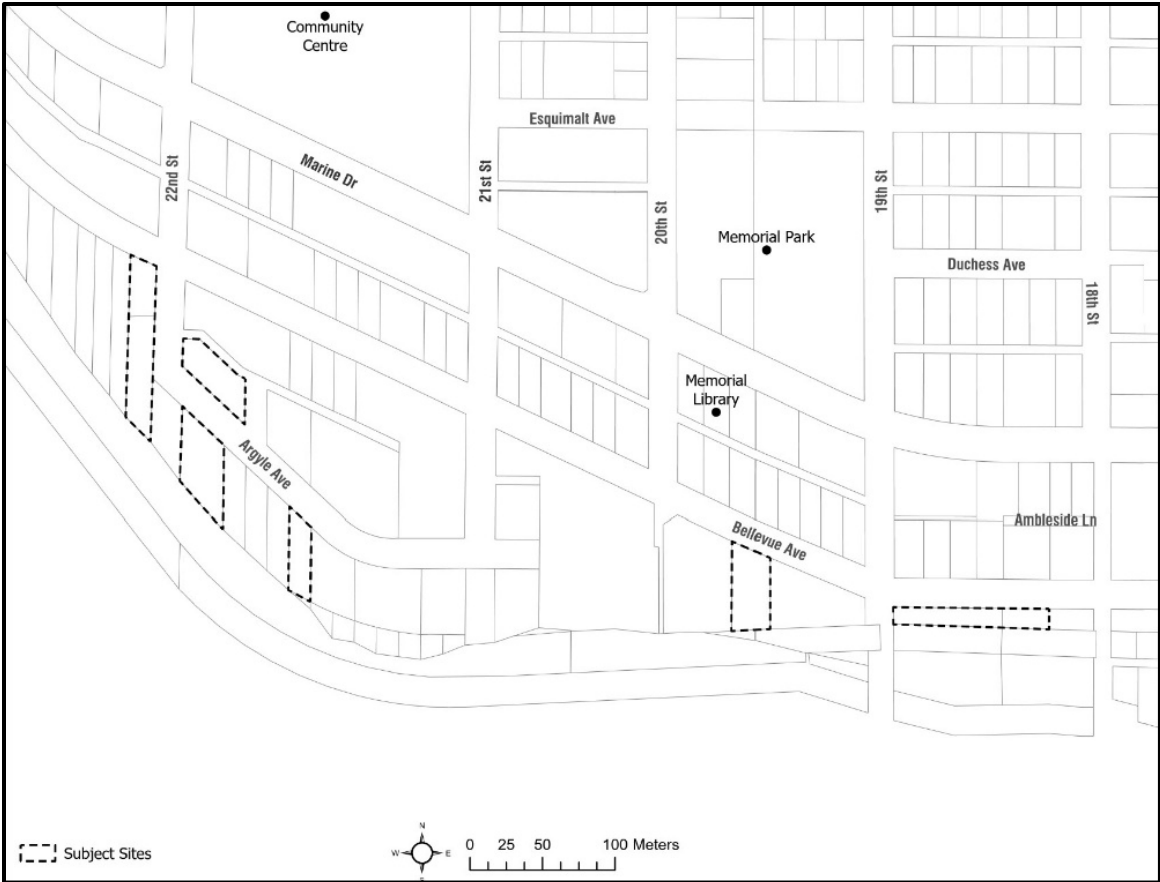 Community
Centre
Esquimalt Ave
Marine Dr
22nd St
21st St
20th St
19th St
Memorial Park
Duchess Ave
18th St
Memorial
Library
Argyle Ave
Bellevue Ave
Ambleside Ln
N
W E
S
0 25 50 100 Meters
Subject Sites